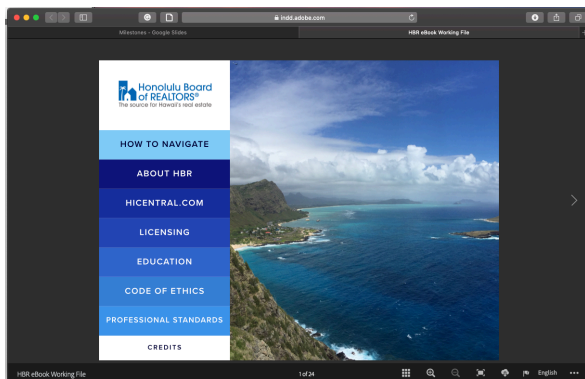 indd.adobe.com
Milestones - Google Slides
HBR eBook Working File
Honolulu Board
of REALTORS®
The source for Hawaii's real estate
HOW TO NAVIGATE
ABOUT HBR
HICENTRAL.COM
LICENSING
EDUCATION
CODE OF ETHICS
PROFESSIONAL STANDARDS
CREDITS
HBR eBook Working File
1 of 24
English